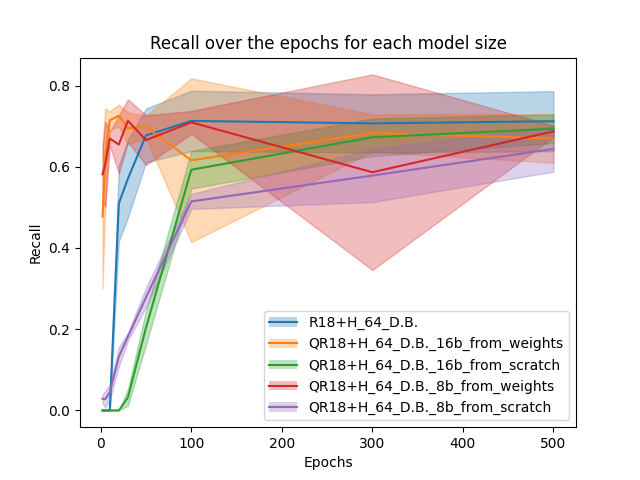 Recall over the epochs for each model size
Recall
0.8
0.6
0.4
0.2
0.0
R18+H_64_D.B.
QR18+H_64_D.B._16b_from_weights
QR18+H_64_D.B._16b_from_scratch
QR18+H_64_D.B._8b_from_weights
QR18+H_64_D.B._8b_from_scratch
0 100 200 300 400 500
Epochs